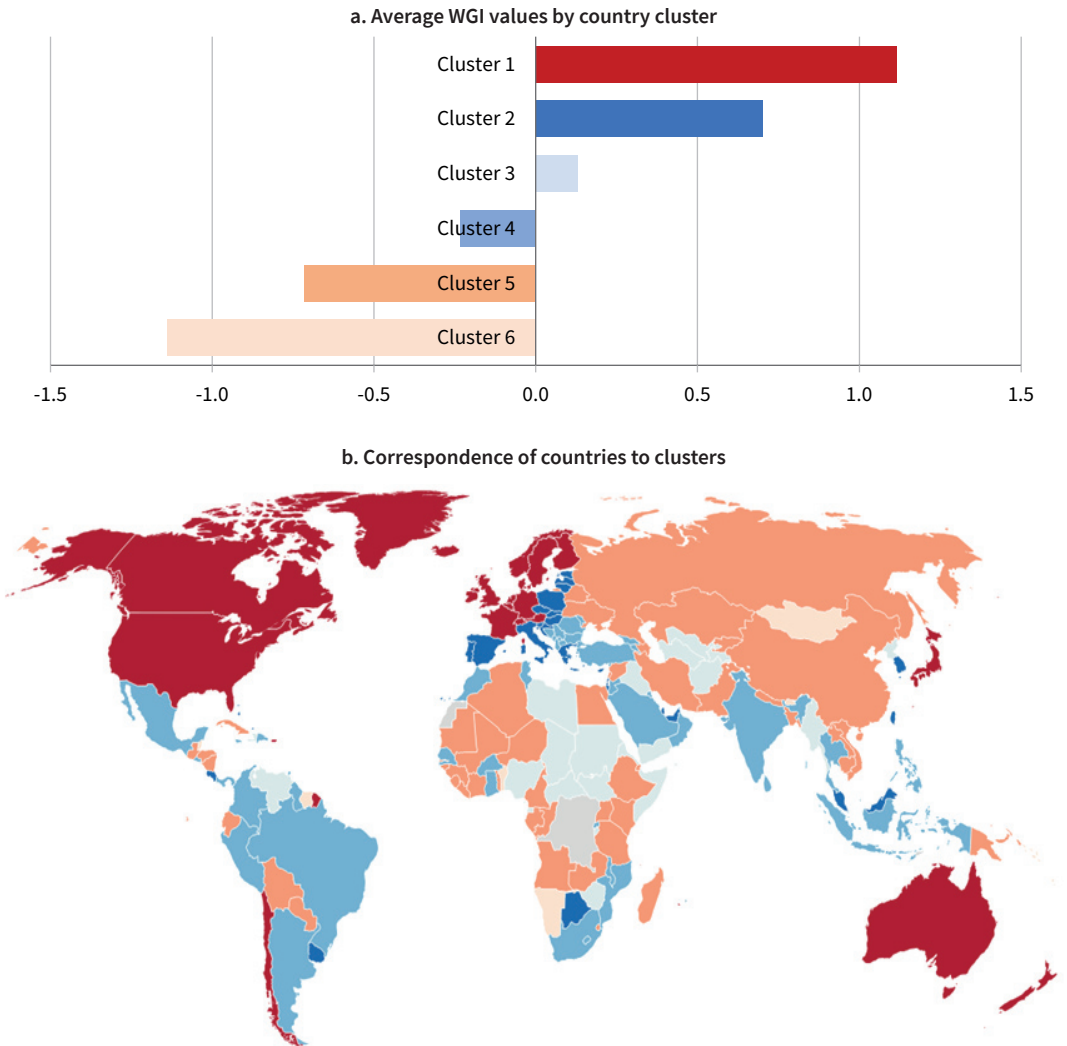 a. Average WGI values by country cluster
Cluster 1
Cluster 2
Cluster 3
Cluster 4
Cluster 5
Cluster 6
-1.5 -1.0 -0.5 0.0 0.5 1.0 1.5
b. Correspondence of countries to clusters